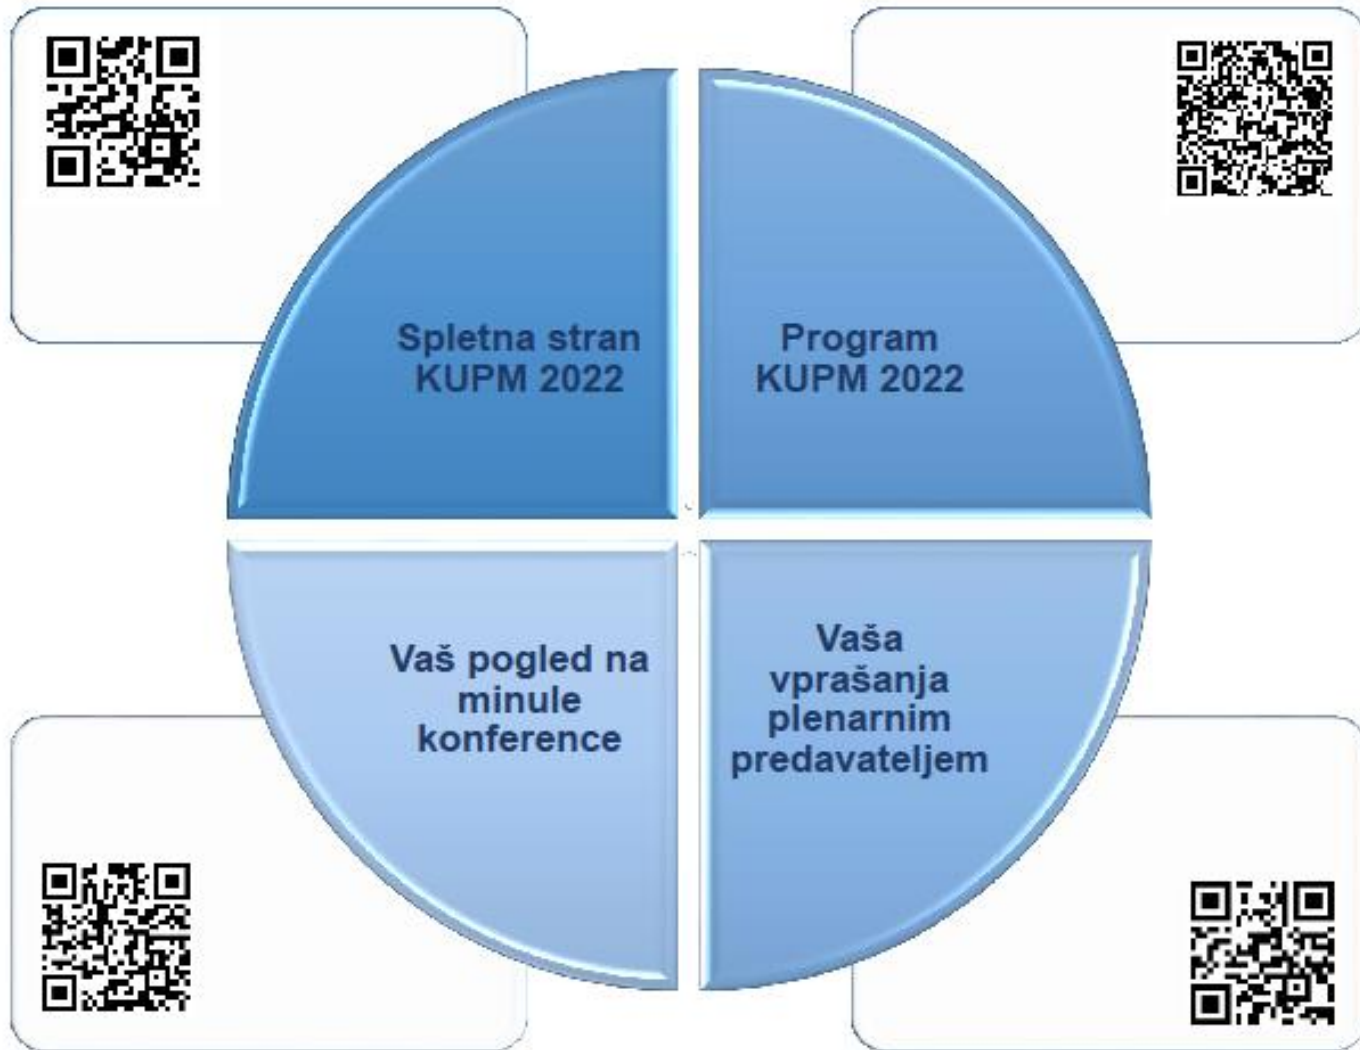 Spletna stran
KUPM 2022
Program
KUPM 2022
Vaš pogled na
minule
konference
Vaša
vprašanja
plenarnim
predavateljem